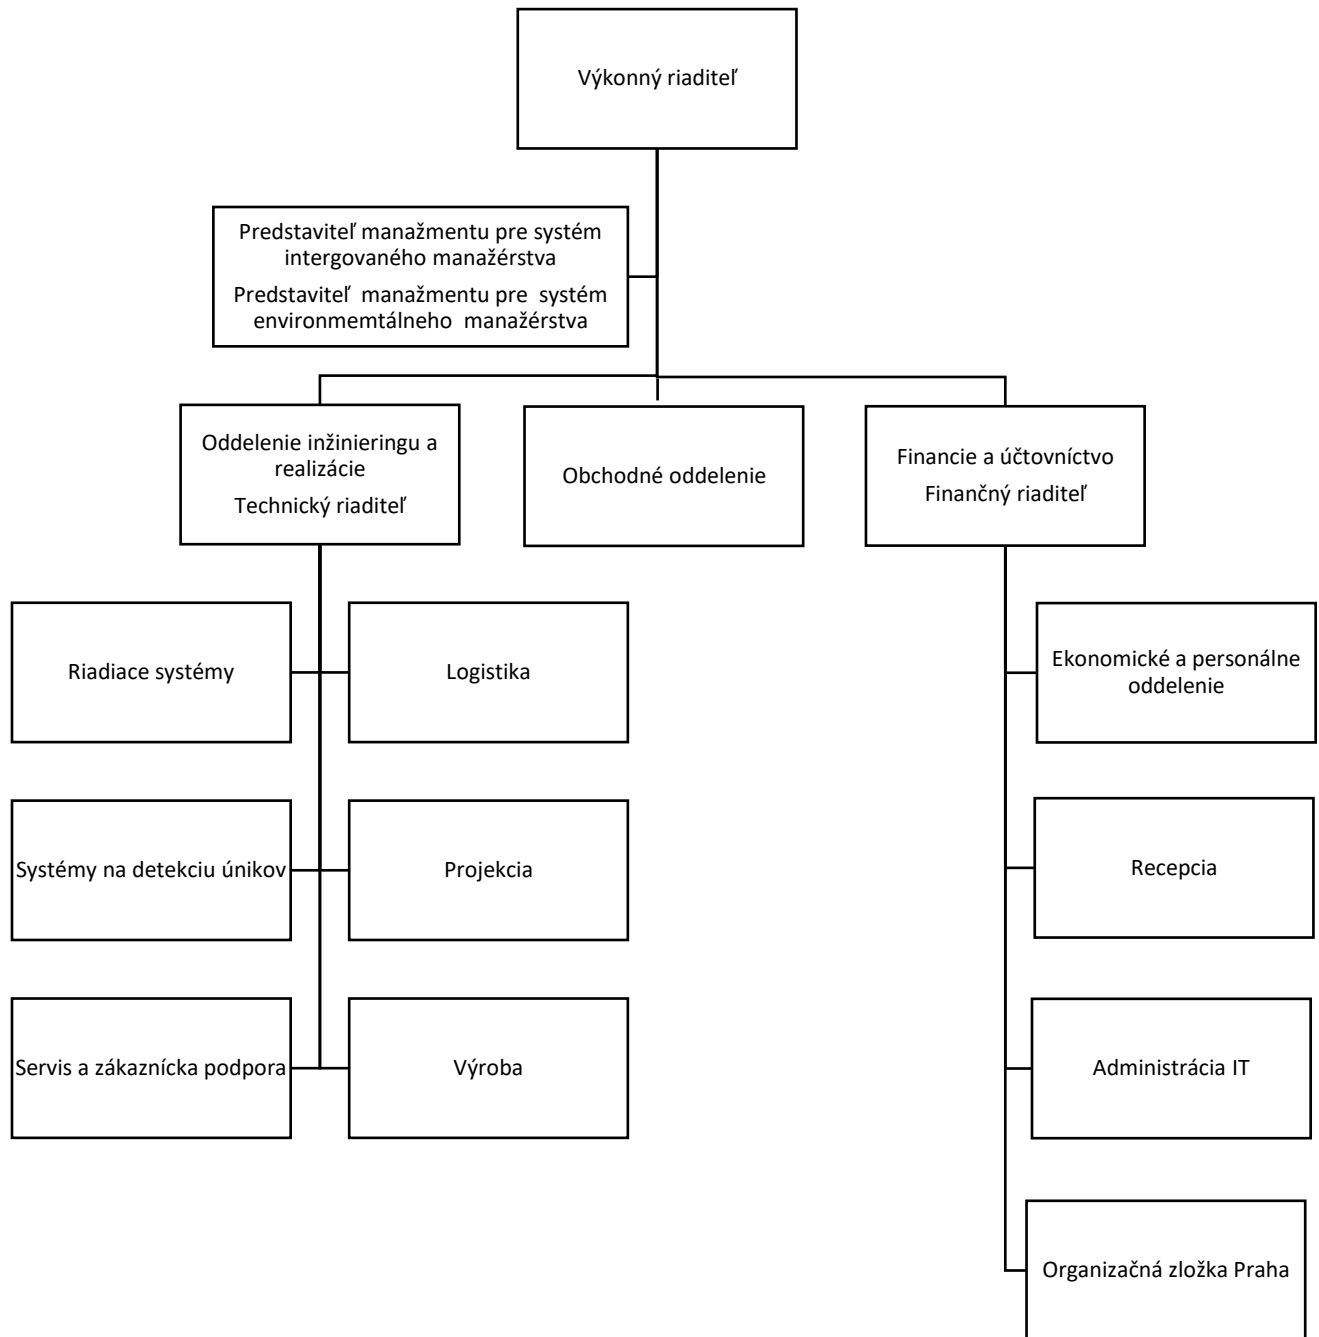 Výkonný riaditeľ
Predstaviteľ manažmentu pre systém
intergovaného manažérstva
Predstaviteľ  manažmentu pre  systém
environmemtálneho  manažérstva
Oddelenie inžinieringu a
realizácie
Technický riaditeľ
Obchodné oddelenie
Financie a účtovníctvo
Finančný riaditeľ
Riadiace systémy
Logistika
Ekonomické a personálne
oddelenie
Systémy na detekciu únikov
Projekcia
Recepcia
Servis a zákaznícka podpora
Výroba
Administrácia IT
Organizačná zložka Praha